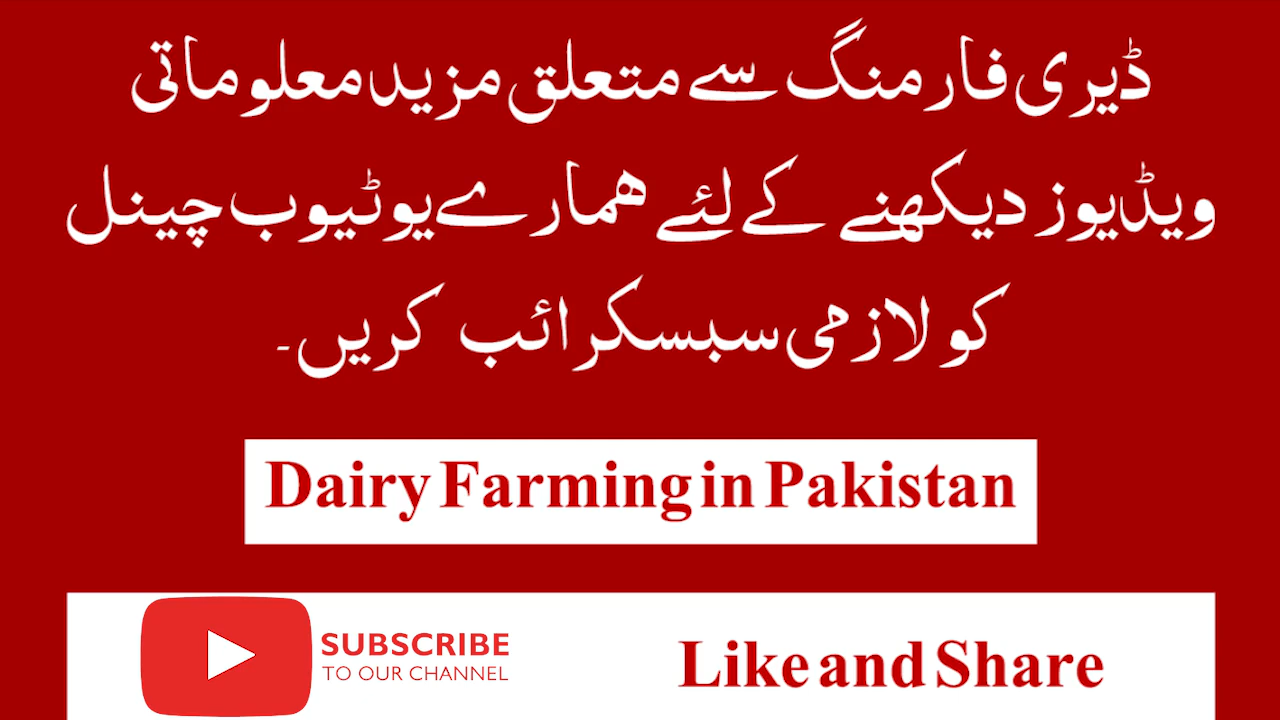 ڈیری فارمنگ سے متعلق مزید معلوماتی
ویڈیوز دیکھنے کے لئے ہمارے یوٹیوب چینل
کو لازمی سبسکرائب کریں۔
Dairy Farming in Pakistan
SUBSCRIBE
TO OUR CHANNEL
Like and Share